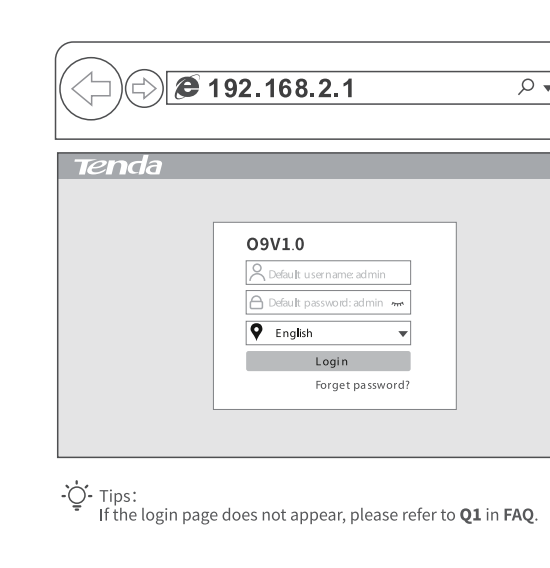 192.168.2.1
Tenda
O9V1.0
Default username: admin
Default password: admin
English
Login
Forget password?
Tips:
If the login page does not appear, please refer to Q1 in FAQ.